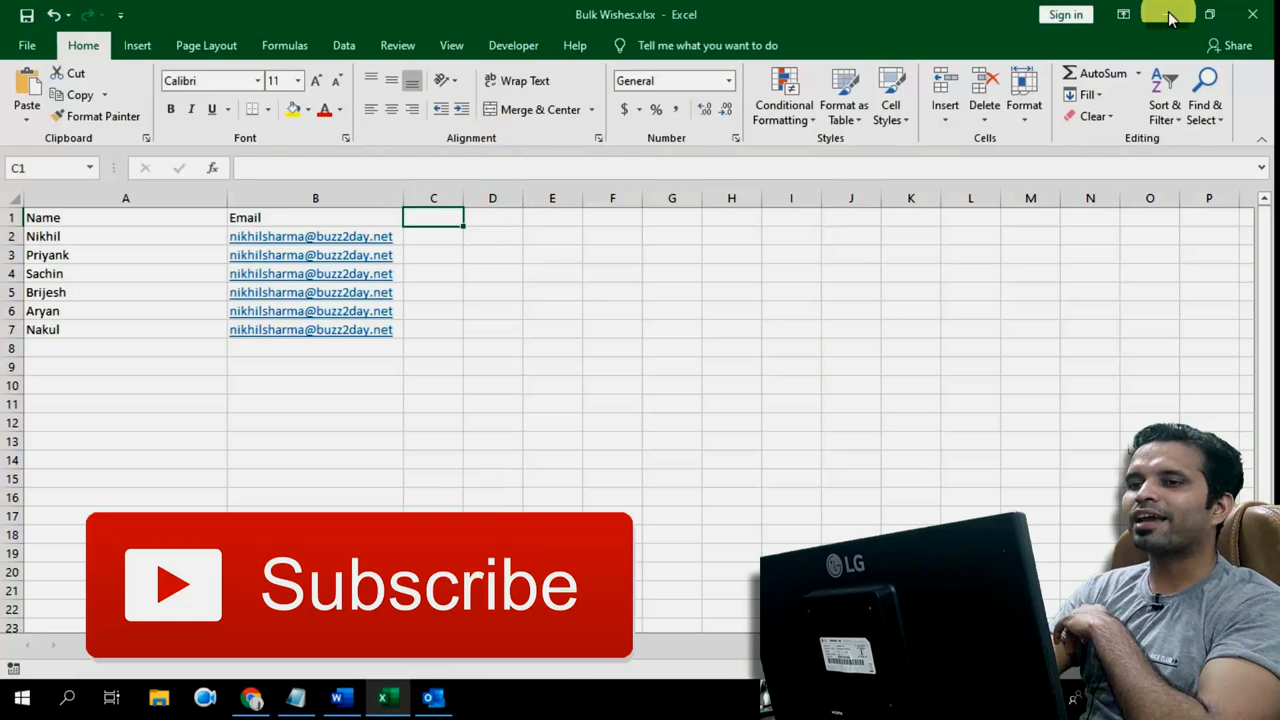 Bulk Wishes.xlsx - Excel
Sign in
File Home Insert Page Layout Formulas Data Review View Developer Help Tell me what you want to do Share
Paste
Cut
Copy
Format Painter
Clipboard
Calibri 11
B I U
Font
Wrap Text
Merge & Center
Alignment
General
$ % ,
Number
Conditional Formatting
Format as Table
Cell Styles
Styles
Insert Delete Format
Cells
AutoSum
Fill
Clear
Sort & Filter
Find & Select
Editing
C1
fx
A B C D E F G H I J K L M N O P
1 Name Email
2 Nikhil nikhilsharma@buzz2day.net
3 Priyank nikhilsharma@buzz2day.net
4 Sachin nikhilsharma@buzz2day.net
5 Brijesh nikhilsharma@buzz2day.net
6 Aryan nikhilsharma@buzz2day.net
7 Nakul nikhilsharma@buzz2day.net
8
9
10
11
12
13
14
15
16
17
18
19
20
21
22
23
Subscribe
LG